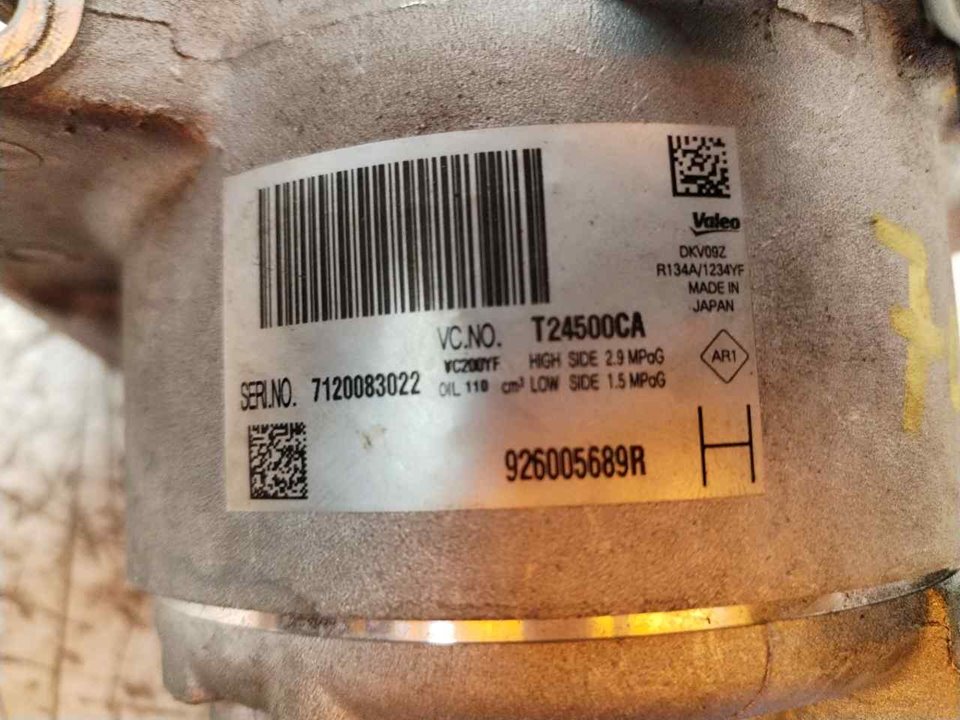 Valeo
DKV09Z
R134A/1234YF
MADE IN
JAPAN
VC.NO. T24500CA
VC200YF HIGH SIDE 2.9 MPaG
SERI.NO. 7120083022 OIL 110 cm³ LOW SIDE 1.5 MPaG
AR1
H
926005689R